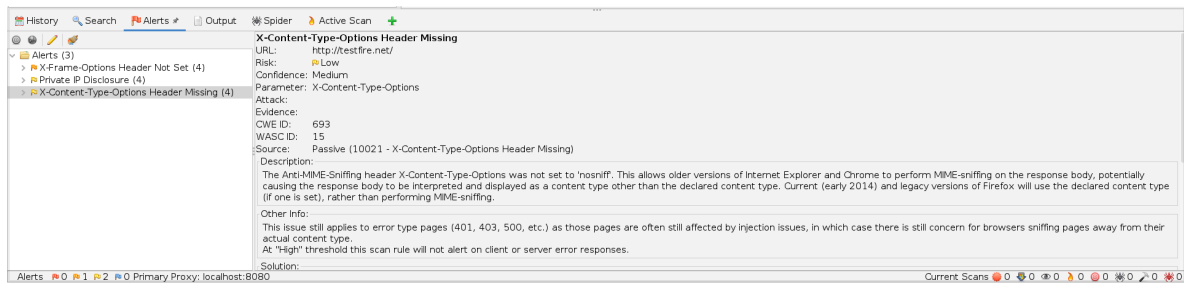 History Search Alerts Output Spider Active Scan
Alerts (3)
X-Frame-Options Header Not Set (4)
Private IP Disclosure (4)
X-Content-Type-Options Header Missing (4)
X-Content-Type-Options Header Missing
URL: http://testfire.net/
Risk: Low
Confidence: Medium
Parameter: X-Content-Type-Options
Attack:
Evidence:
CWE ID: 693
WASC ID: 15
Source: Passive (10021 - X-Content-Type-Options Header Missing)
Description:
The Anti-MIME-Sniffing header X-Content-Type-Options was not set to 'nosniff'. This allows older versions of Internet Explorer and Chrome to perform MIME-sniffing on the response body, potentially
causing the response body to be interpreted and displayed as a content type other than the declared content type. Current (early 2014) and legacy versions of Firefox will use the declared content type
(if one is set), rather than performing MIME-sniffing.
Other Info:
This issue still applies to error type pages (401, 403, 500, etc.) as those pages are often still affected by injection issues, in which case there is still concern for browsers sniffing pages away from their
actual content type.
At "High" threshold this scan rule will not alert on client or server error responses.
Solution:
Alerts 0 1 2 0 Primary Proxy: localhost:8080 Current Scans 0 0 0 0 0 0 0 0